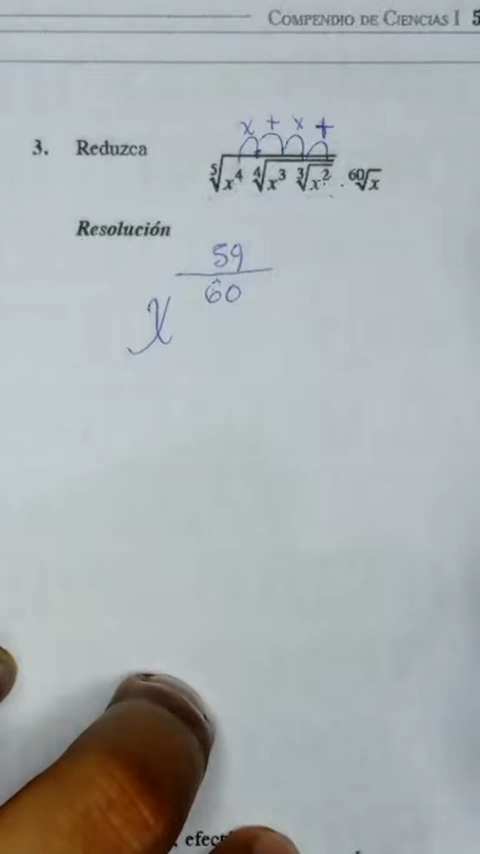 COMPENDIO DE CIENCIAS I 5
x + x +
3. Reduzca ⁵√(x⁴ ⁴√(x³ ³√(x²))) · ⁶⁰√x
Resolución
x^(59/60)
, efec